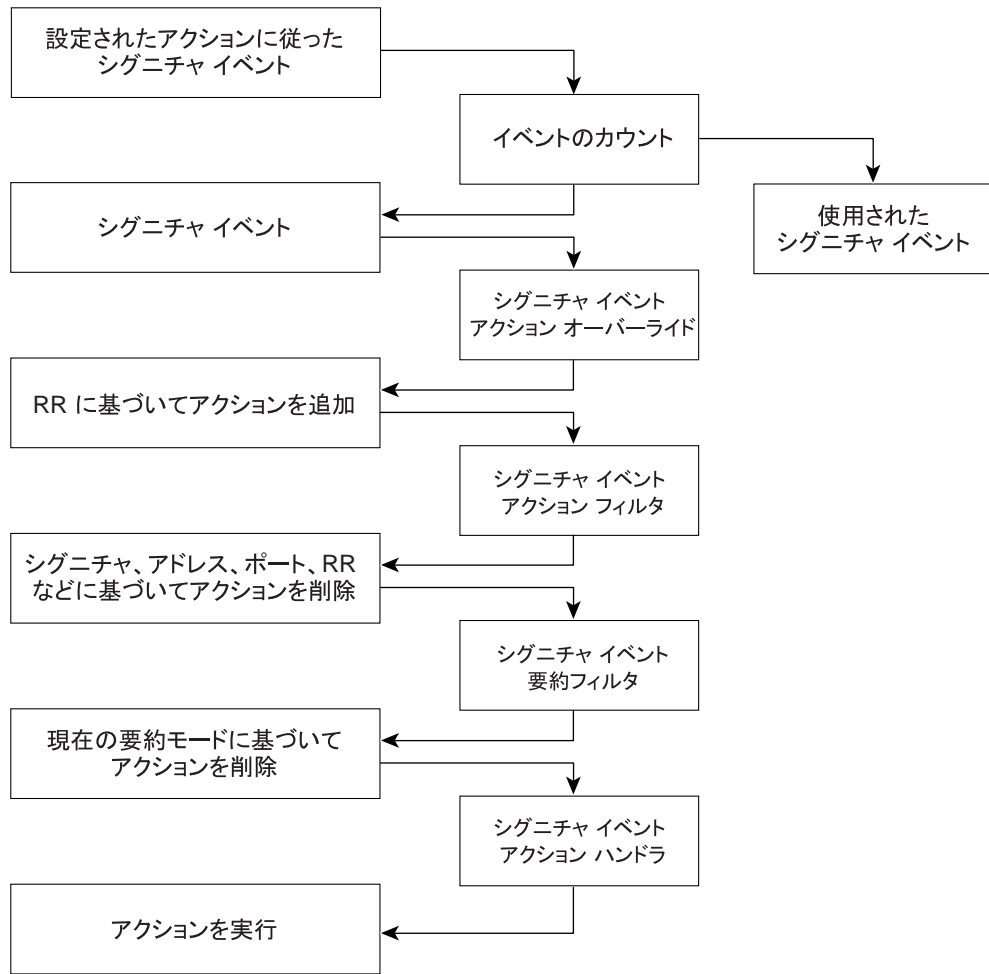 設定されたアクションに従った
シグニチャ イベント
イベントのカウント
使用された
シグニチャ イベント
シグニチャ イベント
シグニチャ イベント
アクション オーバーライド
RR に基づいてアクションを追加
シグニチャ イベント
アクション フィルタ
シグニチャ、アドレス、ポート、RR
などに基づいてアクションを削除
シグニチャ イベント
要約フィルタ
現在の要約モードに基づいて
アクションを削除
シグニチャ イベント
アクション ハンドラ
アクションを実行